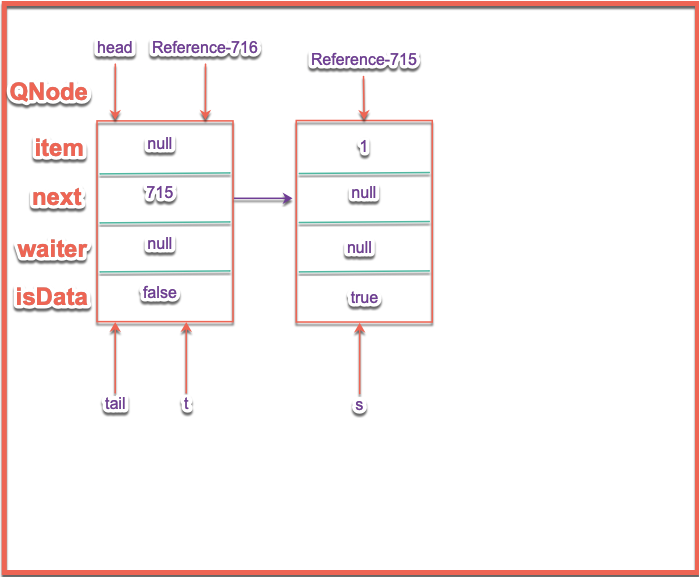 head Reference-716
Reference-715
QNode
item null 1
next 715 null
waiter null null
isData false true
tail t s